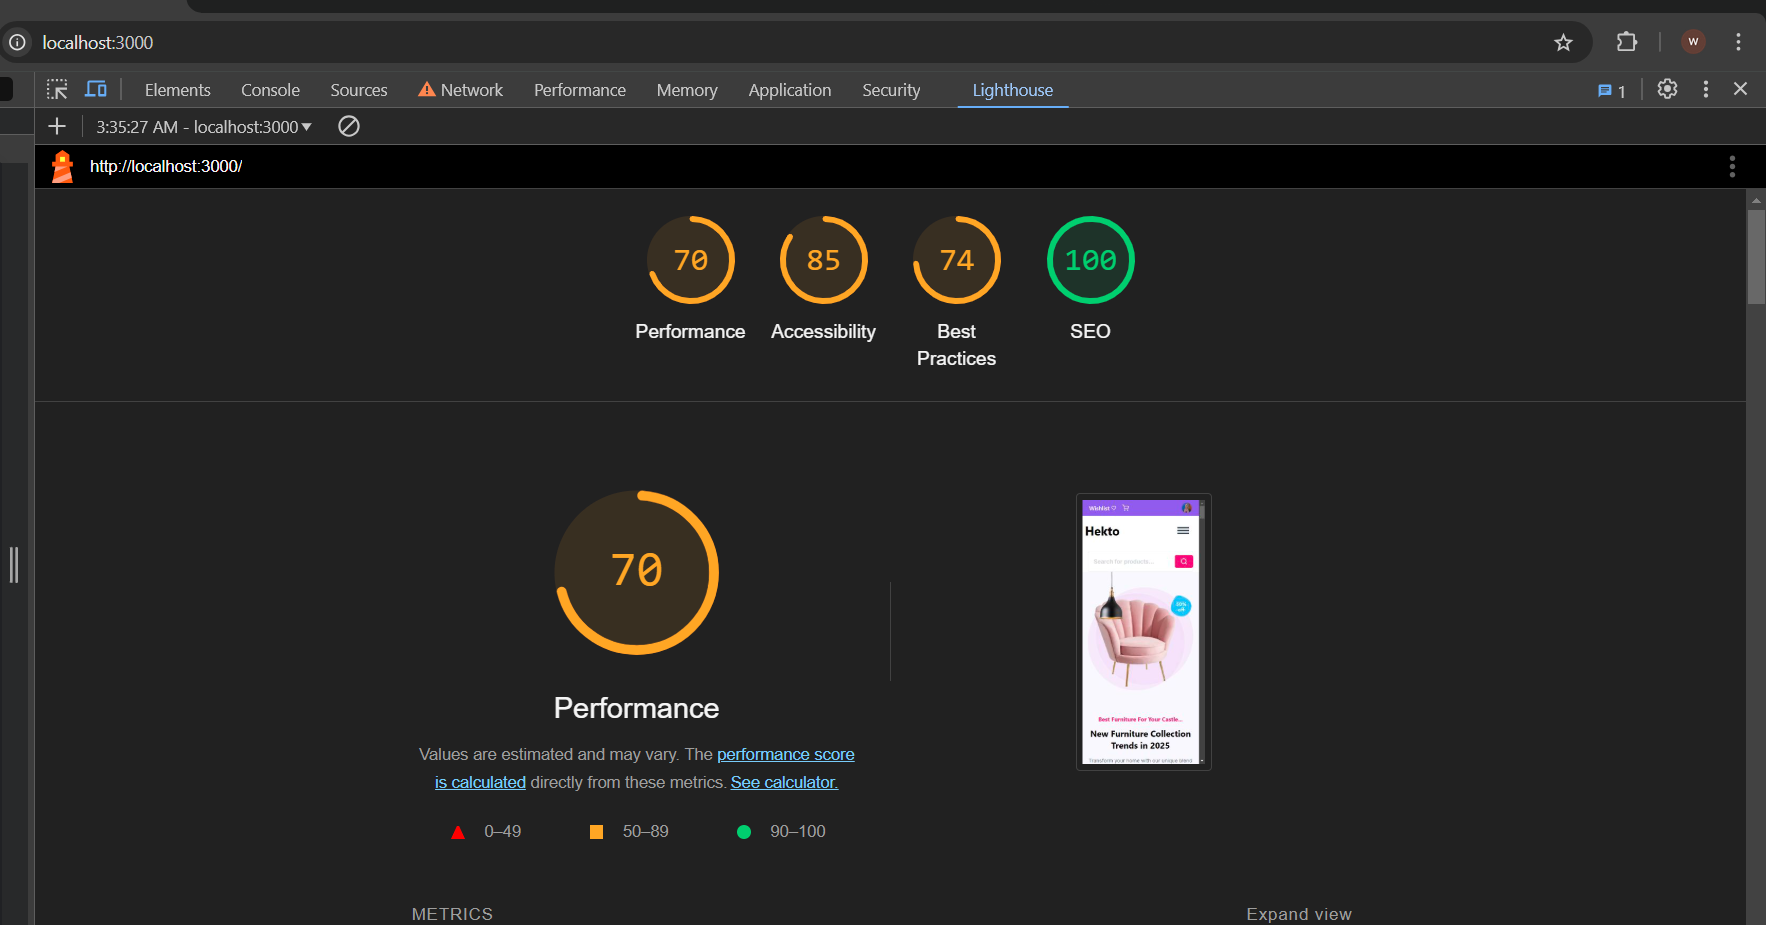 localhost:3000
W
Elements Console Sources Network Performance Memory Application Security Lighthouse 1
3:35:27 AM - localhost:3000
http://localhost:3000/
70 85 74 100
Performance Accessibility Best Practices SEO
Wishlist
Hekto
Search for products...
Best Furniture For Your Castle...
New Furniture Collection
Trends in 2025
Transform your home with our unique
70
Performance
Values are estimated and may vary. The performance score
is calculated directly from these metrics. See calculator.
0–49 50–89 90–100
METRICS
Expand view